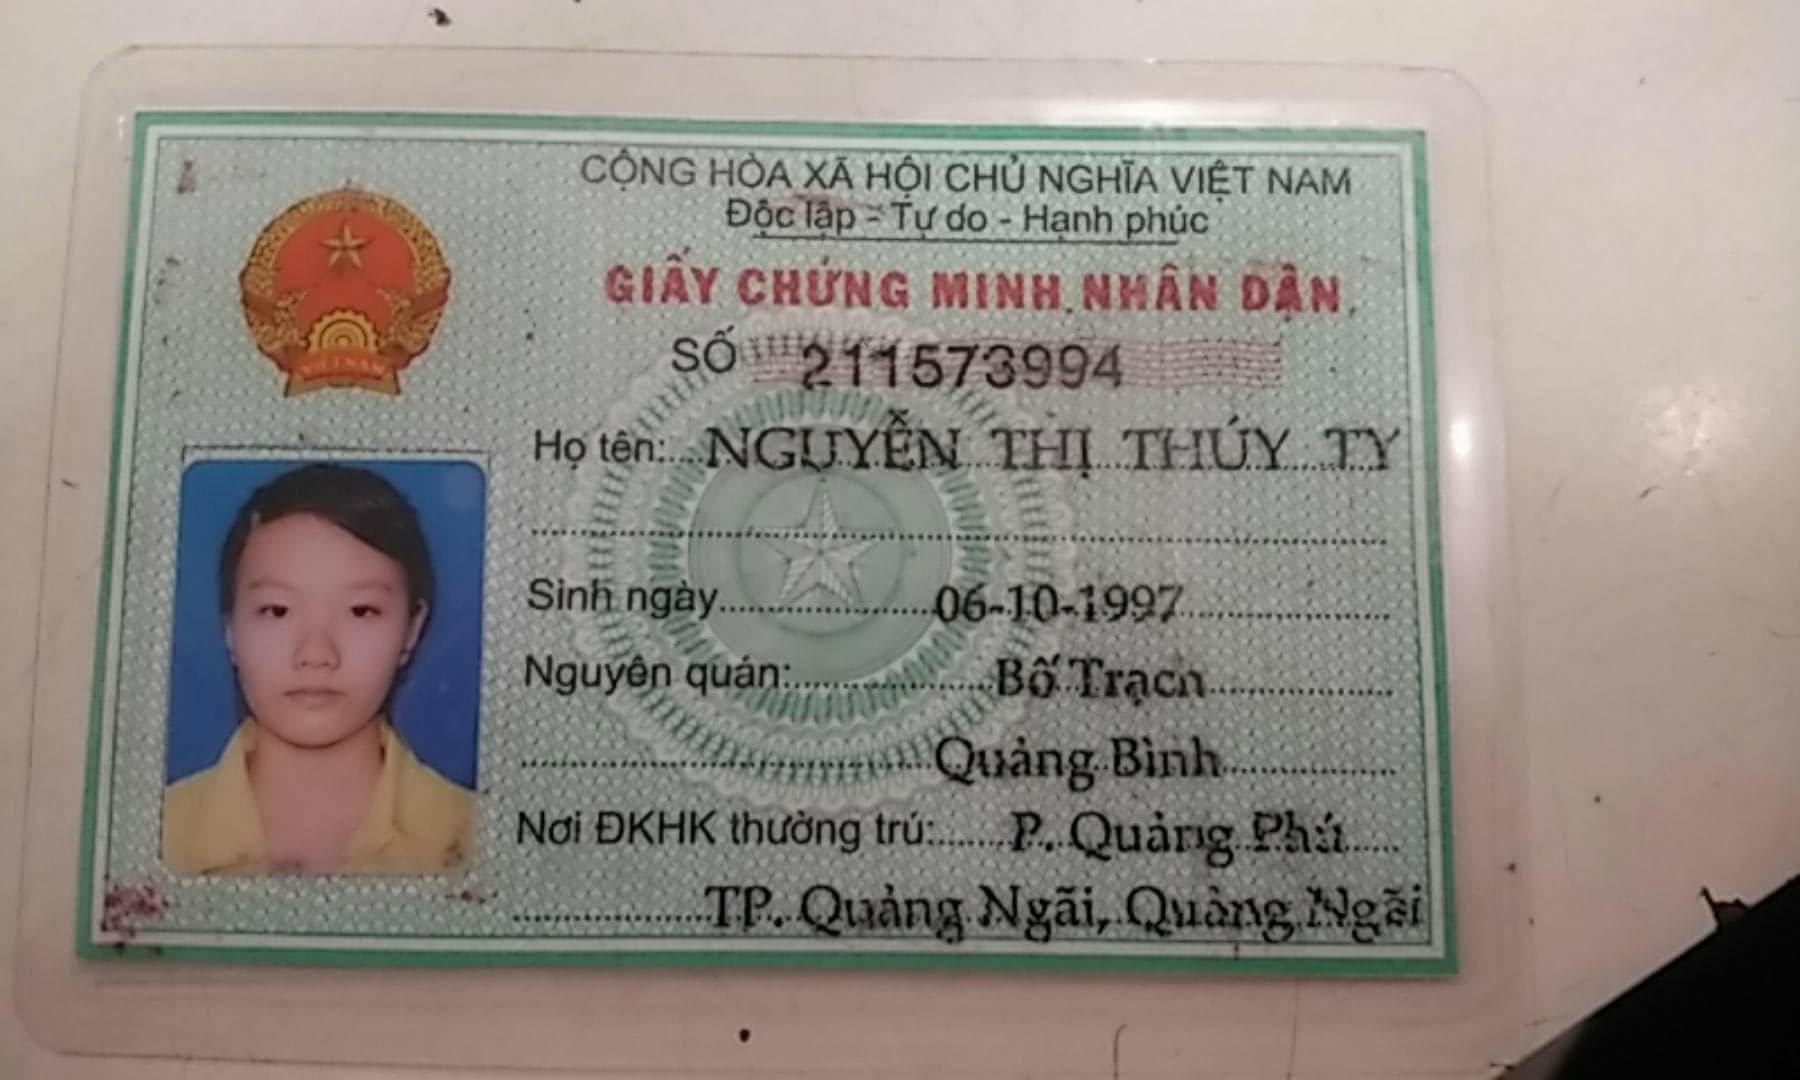 CỘNG HÒA XÃ HỘI CHỦ NGHĨA VIỆT NAM
Độc lập - Tự do - Hạnh phúc
GIẤY CHỨNG MINH NHÂN DÂN
SỐ 211573994
VIỆT NAM
Họ tên: NGUYỄN THỊ THÚY TY
Sinh ngày 06-10-1997
Nguyên quán: Bố Trạch
Quảng Bình
Nơi ĐKHK thường trú: P. Quảng Phú
TP. Quảng Ngãi, Quảng Ngãi